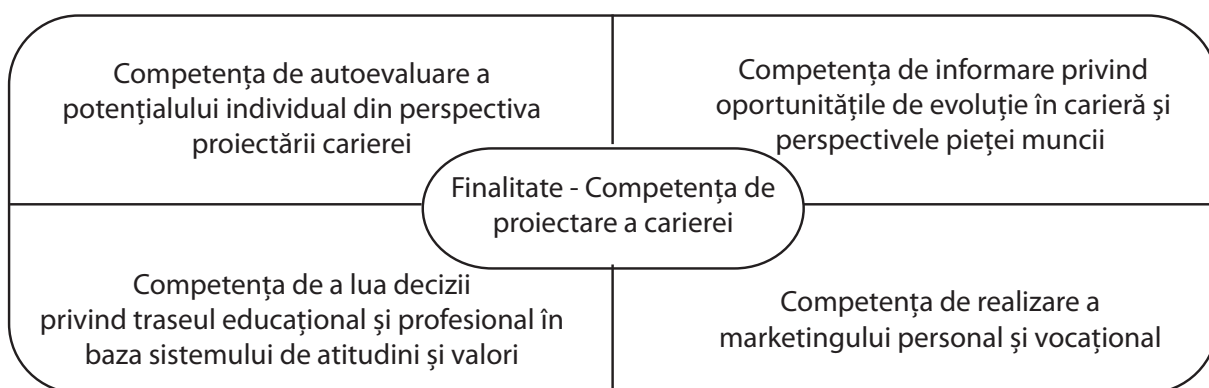 Competența de autoevaluare a
potențialului individual din perspectiva
proiectării carierei
Competența de informare privind
oportunitățile de evoluție în carieră și
perspectivele pieței muncii
Finalitate - Competența de
proiectare a carierei
Competența de a lua decizii
privind traseul educațional și profesional în
baza sistemului de atitudini și valori
Competența de realizare a
marketingului personal și vocațional